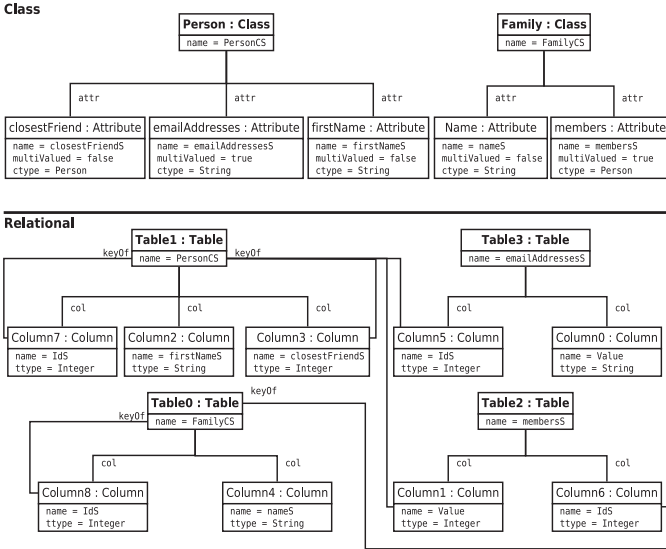 Class
Person : Class
name = PersonCS
Family : Class
name = FamilyCS
attr
attr
attr
attr
attr
closestFriend : Attribute
name = closestFriendS
multiValued = false
ctype = Person
emailAddresses : Attribute
name = emailAddressesS
multiValued = true
ctype = String
firstName : Attribute
name = firstNameS
multiValued = false
ctype = String
Name : Attribute
name = nameS
multiValued = false
ctype = String
members : Attribute
name = membersS
multiValued = true
ctype = Person
Relational
Table1 : Table
name = PersonCS
keyOf
keyOf
Table3 : Table
name = emailAddressesS
col
col
col
col
col
Column7 : Column
name = IdS
ttype = Integer
Column2 : Column
name = firstNameS
ttype = String
Column3 : Column
name = closestFriendS
ttype = Integer
Column5 : Column
name = IdS
ttype = Integer
Column0 : Column
name = Value
ttype = String
Table0 : Table
name = FamilyCS
keyOf
keyOf
Table2 : Table
name = membersS
col
col
col
col
Column8 : Column
name = IdS
ttype = Integer
Column4 : Column
name = nameS
ttype = String
Column1 : Column
name = Value
ttype = Integer
Column6 : Column
name = IdS
ttype = Integer